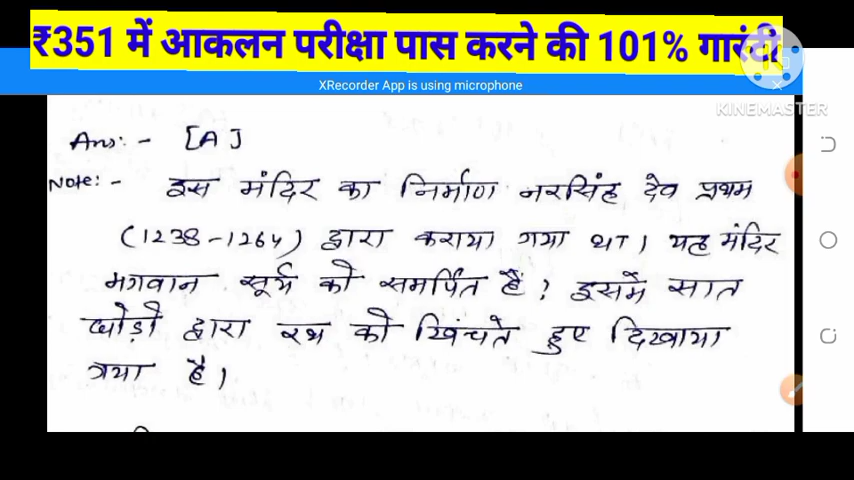 ₹351 में आकलन परीक्षा पास करने की 101% गारंटी
XRecorder App is using microphone
KINEMASTER
Ans:- [A]
Note:- इस मंदिर का निर्माण नरसिंह देव प्रथम
(1238-1264) द्वारा कराया गया था। यह मंदिर
भगवान सूर्य को समर्पित हैं? इसमें सात
घोड़ो द्वारा रथ को खिंचते हुए दिखाया
गया है।